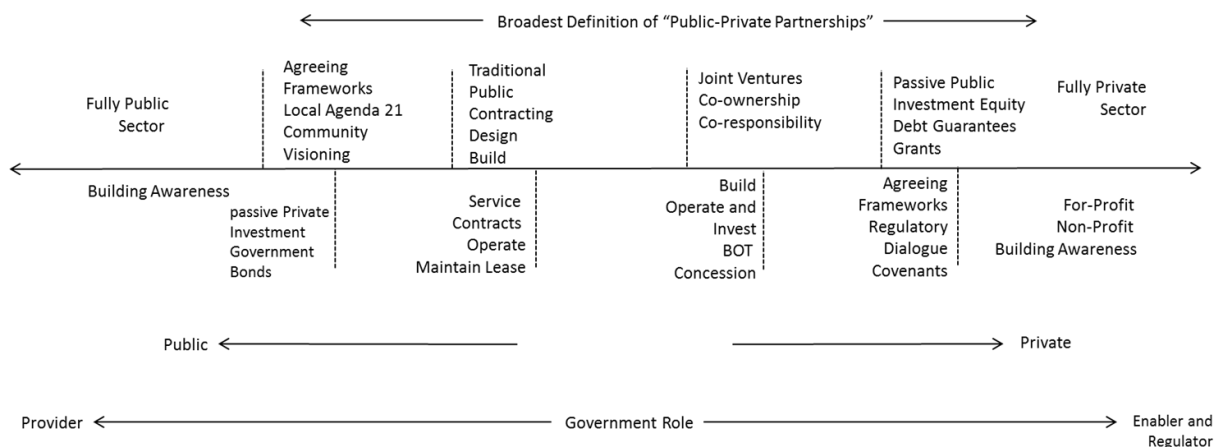 Broadest Definition of “Public-Private Partnerships”
Fully Public
Sector
Agreeing
Frameworks
Local Agenda 21
Community
Visioning
Traditional
Public
Contracting
Design
Build
Joint Ventures
Co-ownership
Co-responsibility
Passive Public
Investment Equity
Debt Guarantees
Grants
Fully Private
Sector
Building Awareness
passive Private
Investment
Government
Bonds
Service
Contracts
Operate
Maintain Lease
Build
Operate and
Invest
BOT
Concession
Agreeing
Frameworks
Regulatory
Dialogue
Covenants
For-Profit
Non-Profit
Building Awareness
Public
Private
Provider
Government Role
Enabler and
Regulator